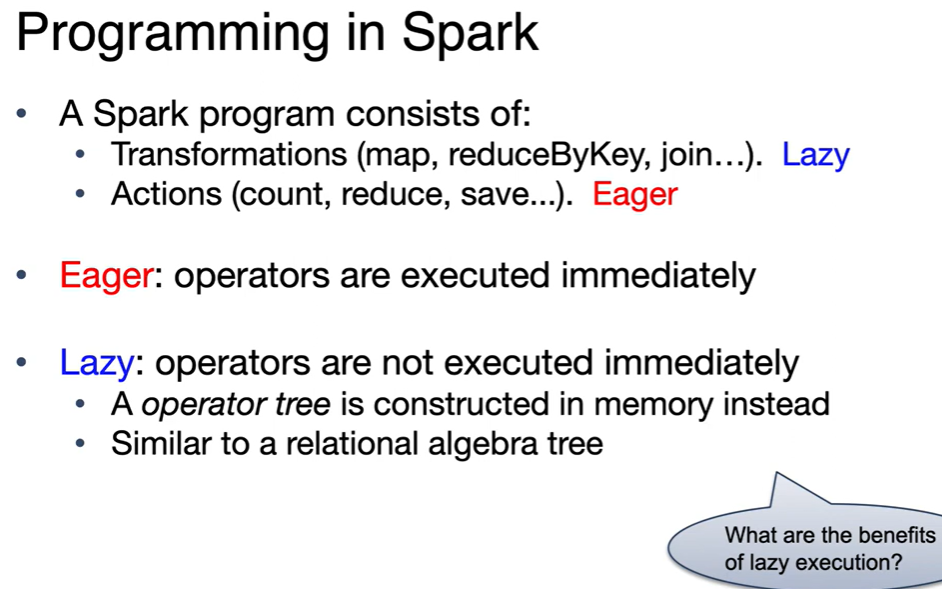 Programming in Spark
• A Spark program consists of:
• Transformations (map, reduceByKey, join…). Lazy
• Actions (count, reduce, save...). Eager
• Eager: operators are executed immediately
• Lazy: operators are not executed immediately
• A operator tree is constructed in memory instead
• Similar to a relational algebra tree
What are the benefits
of lazy execution?